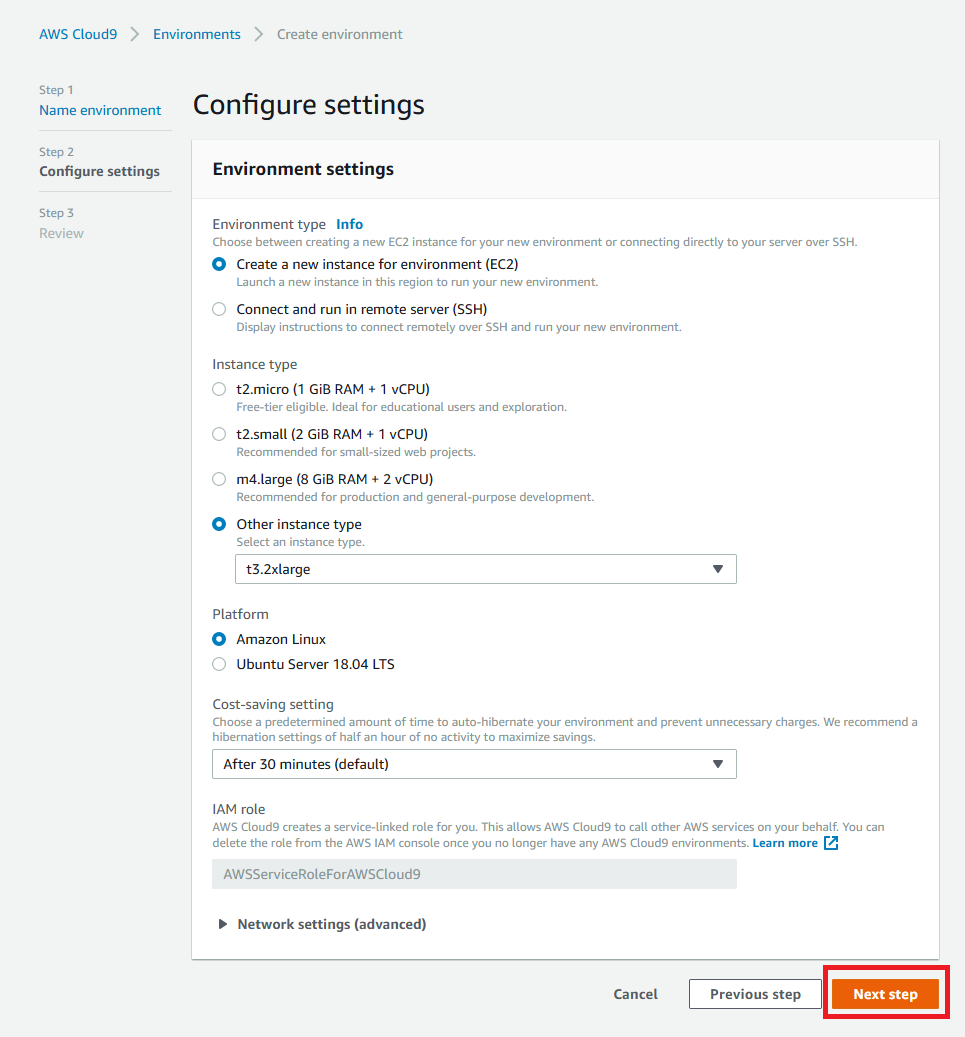 AWS Cloud9 Environments Create environment
Step 1
Name environment
Step 2
Configure settings
Step 3
Review
Configure settings
Environment settings
Environment type Info
Choose between creating a new EC2 instance for your new environment or connecting directly to your server over SSH.
Create a new instance for environment (EC2)
Launch a new instance in this region to run your new environment.
Connect and run in remote server (SSH)
Display instructions to connect remotely over SSH and run your new environment.
Instance type
t2.micro (1 GiB RAM + 1 vCPU)
Free-tier eligible. Ideal for educational users and exploration.
t2.small (2 GiB RAM + 1 vCPU)
Recommended for small-sized web projects.
m4.large (8 GiB RAM + 2 vCPU)
Recommended for production and general-purpose development.
Other instance type
Select an instance type.
t3.2xlarge
Platform
Amazon Linux
Ubuntu Server 18.04 LTS
Cost-saving setting
Choose a predetermined amount of time to auto-hibernate your environment and prevent unnecessary charges. We recommend a
hibernation settings of half an hour of no activity to maximize savings.
After 30 minutes (default)
IAM role
AWS Cloud9 creates a service-linked role for you. This allows AWS Cloud9 to call other AWS services on your behalf. You can
delete the role from the AWS IAM console once you no longer have any AWS Cloud9 environments. Learn more
AWSServiceRoleForAWSCloud9
Network settings (advanced)
Cancel Previous step Next step